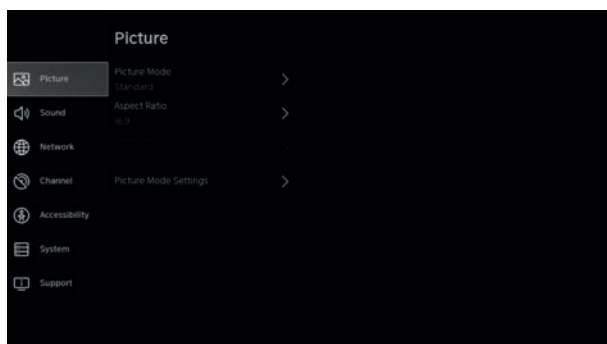 Picture
Picture
Sound
Network
Channel
Accessibility
System
Support
Picture Mode
Standard
Aspect Ratio
16:9
Picture Mode Settings